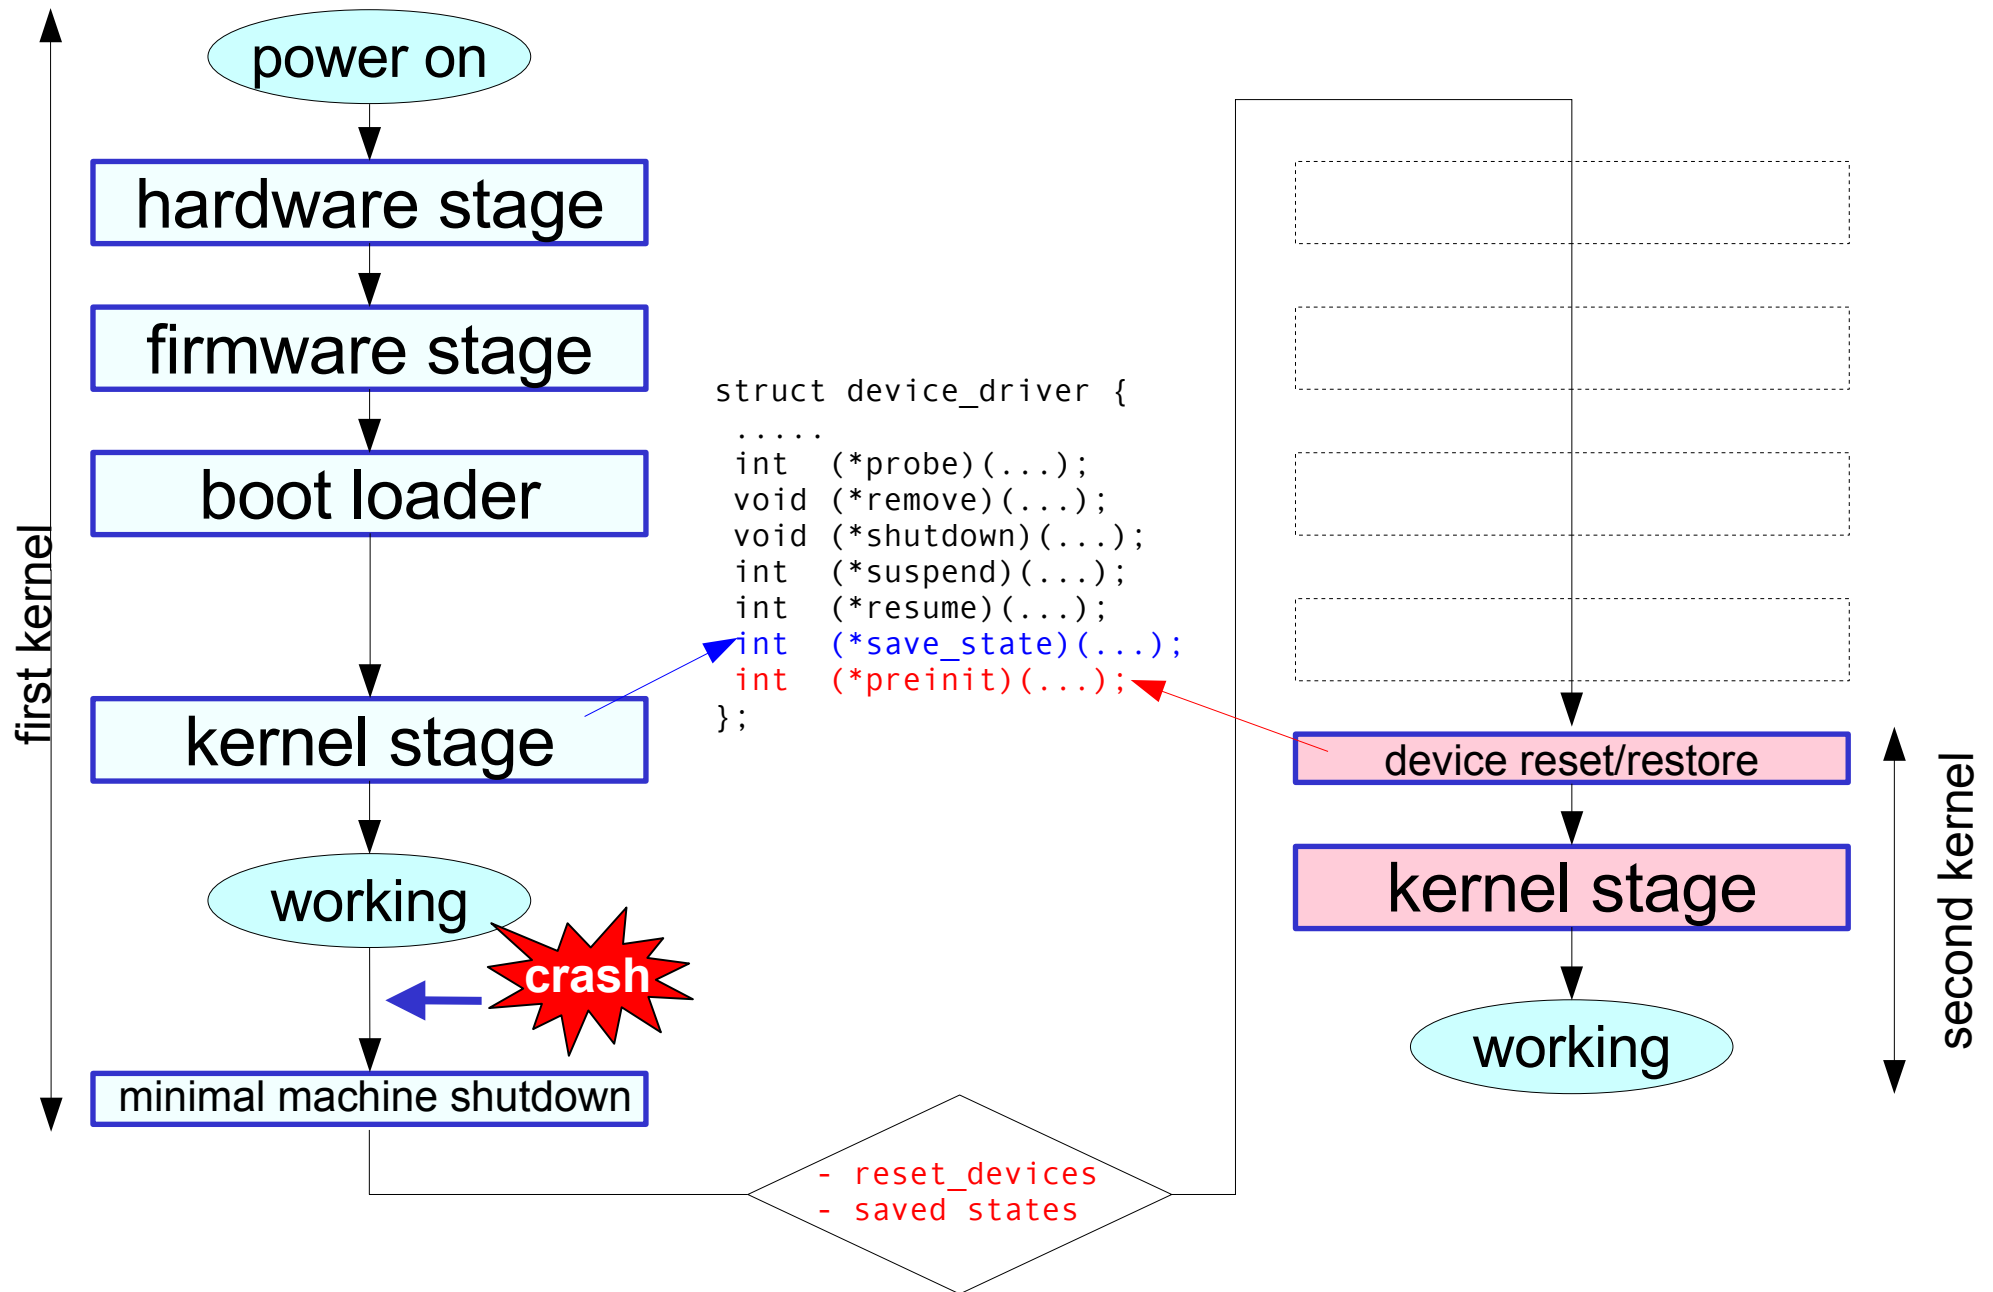 power on
hardware stage
firmware stage
boot loader
kernel stage
working
crash
minimal machine shutdown
first kernel
struct device_driver {
.....
int  (*probe)(...);
void (*remove)(...);
void (*shutdown)(...);
int  (*suspend)(...);
int  (*resume)(...);
int  (*save_state)(...);
int  (*preinit)(...);
};
- reset_devices
- saved states
device reset/restore
kernel stage
working
second kernel